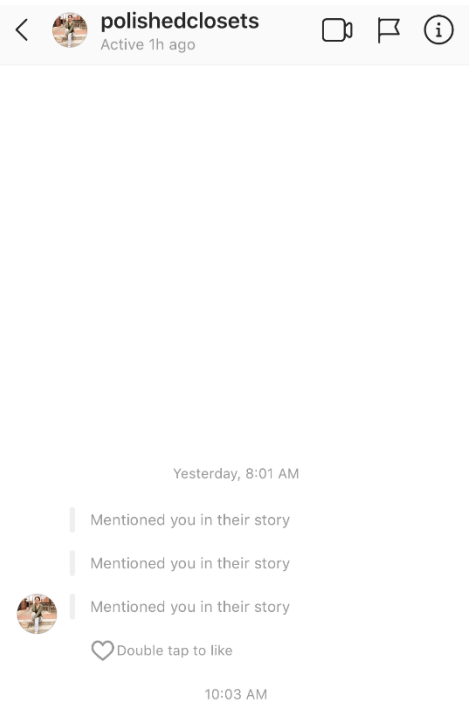 polishedclosets
Active 1h ago
Yesterday, 8:01 AM
Mentioned you in their story
Mentioned you in their story
Mentioned you in their story
Double tap to like
10:03 AM